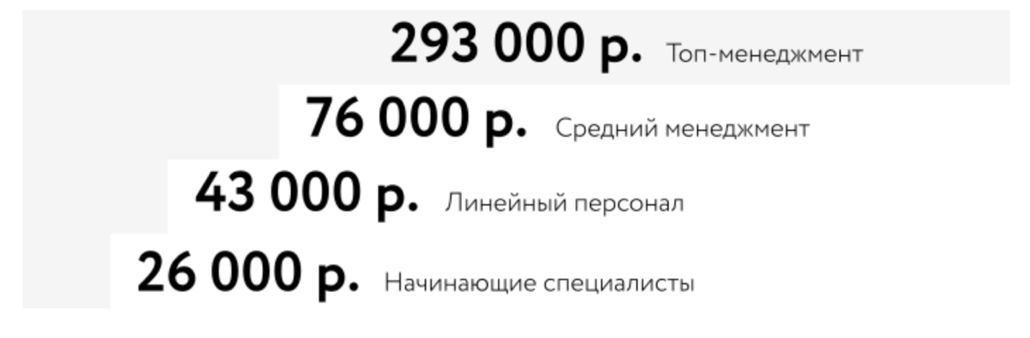 293 000 р. Топ-менеджмент
76 000 р. Средний менеджмент
43 000 р. Линейный персонал
26 000 р. Начинающие специалисты